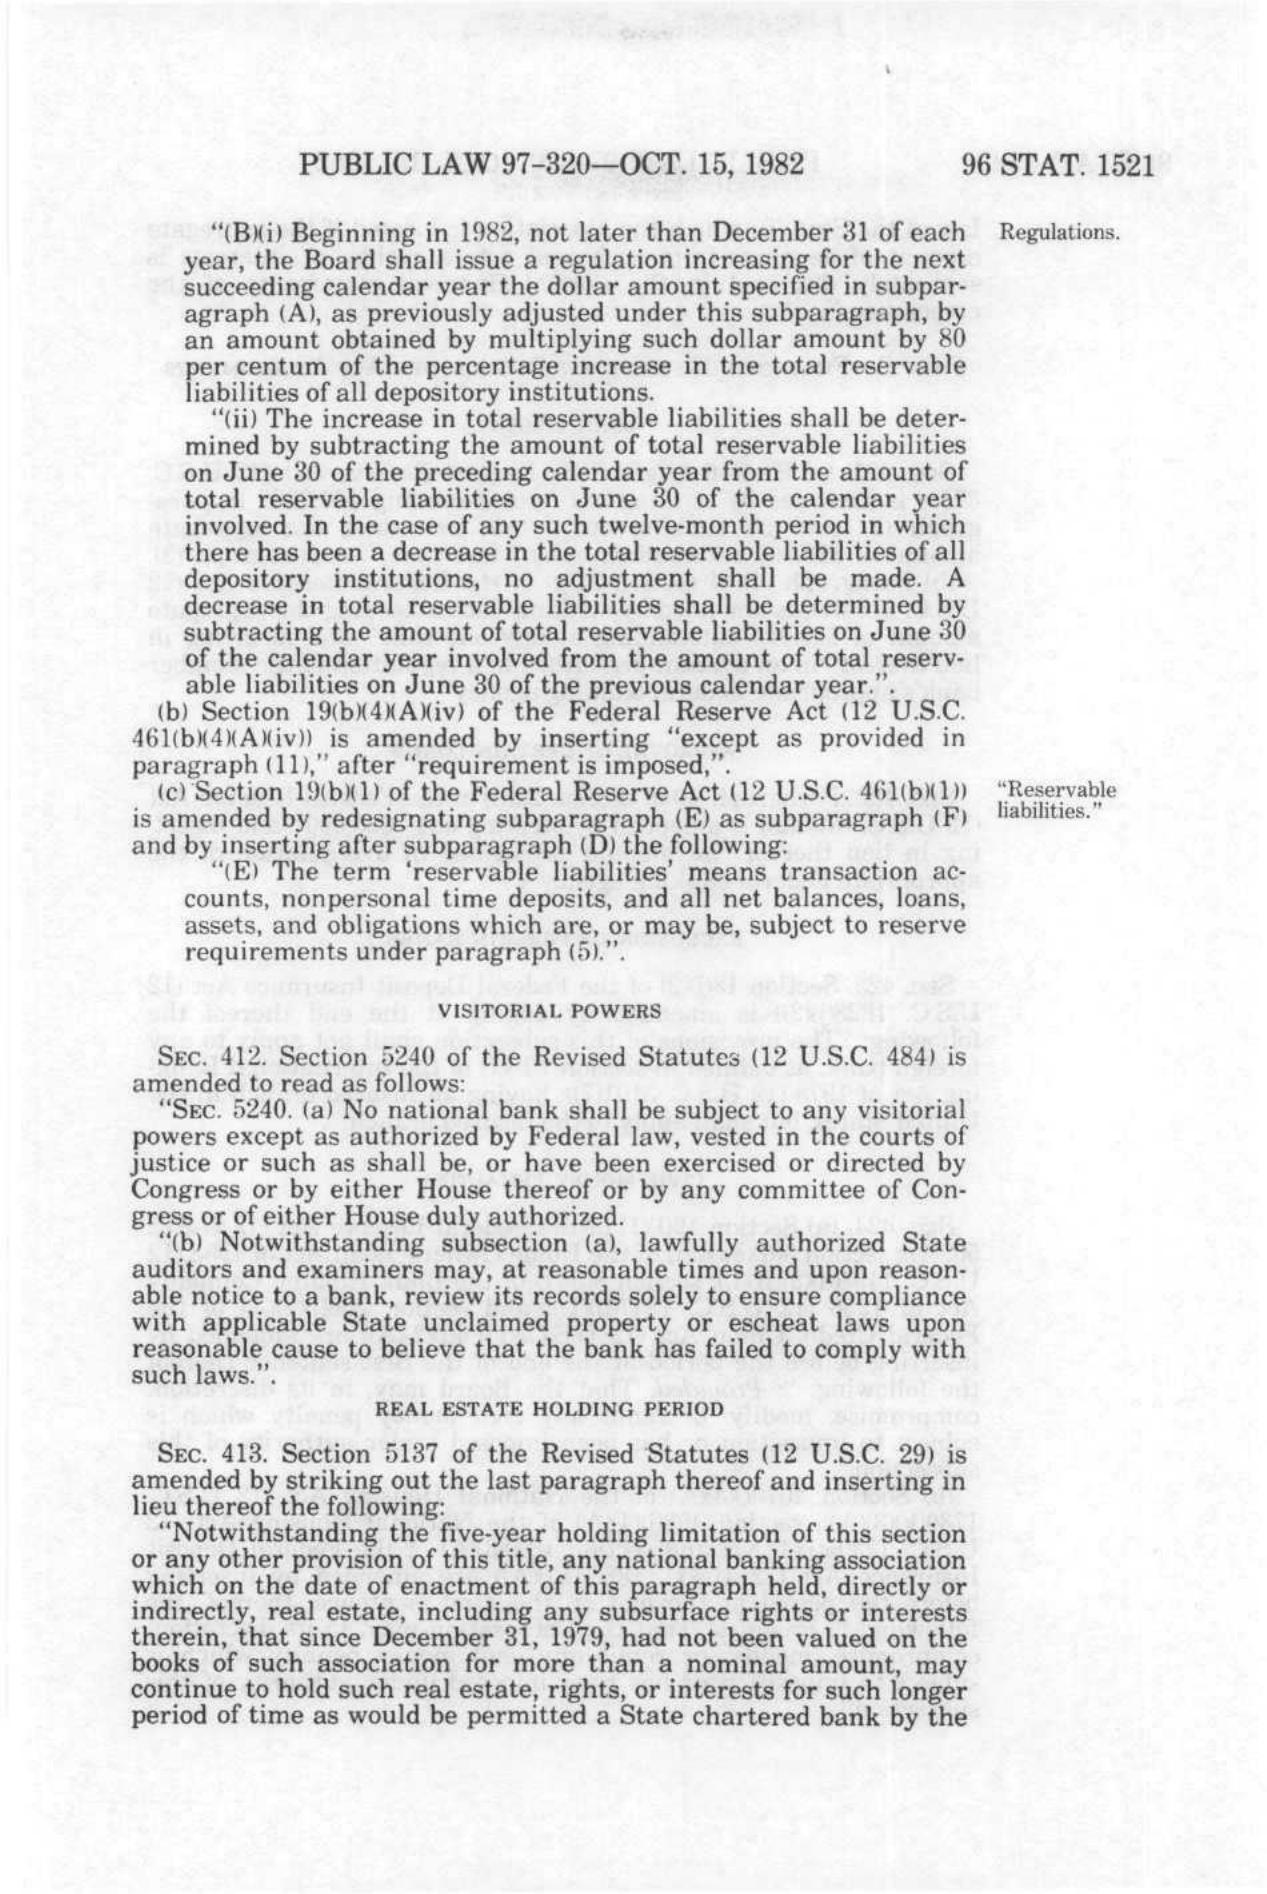 PUBLIC LAW 97-320—OCT. 15, 1982 96 STAT. 1521
"(B)(i) Beginning in 1982, not later than December 31 of each
year, the Board shall issue a regulation increasing for the next
succeeding calendar year the dollar amount specified in subpar-
agraph (A), as previously adjusted under this subparagraph, by
an amount obtained by multiplying such dollar amount by 80
per centum of the percentage increase in the total reservable
liabilities of all depository institutions.
Regulations.
"(ii) The increase in total reservable liabilities shall be deter-
mined by subtracting the amount of total reservable liabilities
on June 30 of the preceding calendar year from the amount of
total reservable liabilities on June 30 of the calendar year
involved. In the case of any such twelve-month period in which
there has been a decrease in the total reservable liabilities of all
depository institutions, no adjustment shall be made. A
decrease in total reservable liabilities shall be determined by
subtracting the amount of total reservable liabilities on June 30
of the calendar year involved from the amount of total reserv-
able liabilities on June 30 of the previous calendar year.".
(b) Section 19(b)(4)(A)(iv) of the Federal Reserve Act (12 U.S.C.
461(b)(4)(A)(iv)) is amended by inserting "except as provided in
paragraph (11)," after "requirement is imposed,".
(c) Section 19(b)(1) of the Federal Reserve Act (12 U.S.C. 461(b)(1))
is amended by redesignating subparagraph (E) as subparagraph (F)
and by inserting after subparagraph (D) the following:
"Reservable
liabilities."
"(E) The term 'reservable liabilities' means transaction ac-
counts, nonpersonal time deposits, and all net balances, loans,
assets, and obligations which are, or may be, subject to reserve
requirements under paragraph (5).".
VISITORIAL POWERS
SEC. 412. Section 5240 of the Revised Statutes (12 U.S.C. 484) is
amended to read as follows:
"SEC. 5240. (a) No national bank shall be subject to any visitorial
powers except as authorized by Federal law, vested in the courts of
justice or such as shall be, or have been exercised or directed by
Congress or by either House thereof or by any committee of Con-
gress or of either House duly authorized.
"(b) Notwithstanding subsection (a), lawfully authorized State
auditors and examiners may, at reasonable times and upon reason-
able notice to a bank, review its records solely to ensure compliance
with applicable State unclaimed property or escheat laws upon
reasonable cause to believe that the bank has failed to comply with
such laws.".
REAL ESTATE HOLDING PERIOD
SEC. 413. Section 5137 of the Revised Statutes (12 U.S.C. 29) is
amended by striking out the last paragraph thereof and inserting in
lieu thereof the following:
"Notwithstanding the five-year holding limitation of this section
or any other provision of this title, any national banking association
which on the date of enactment of this paragraph held, directly or
indirectly, real estate, including any subsurface rights or interests
therein, that since December 31, 1979, had not been valued on the
books of such association for more than a nominal amount, may
continue to hold such real estate, rights, or interests for such longer
period of time as would be permitted a State chartered bank by the